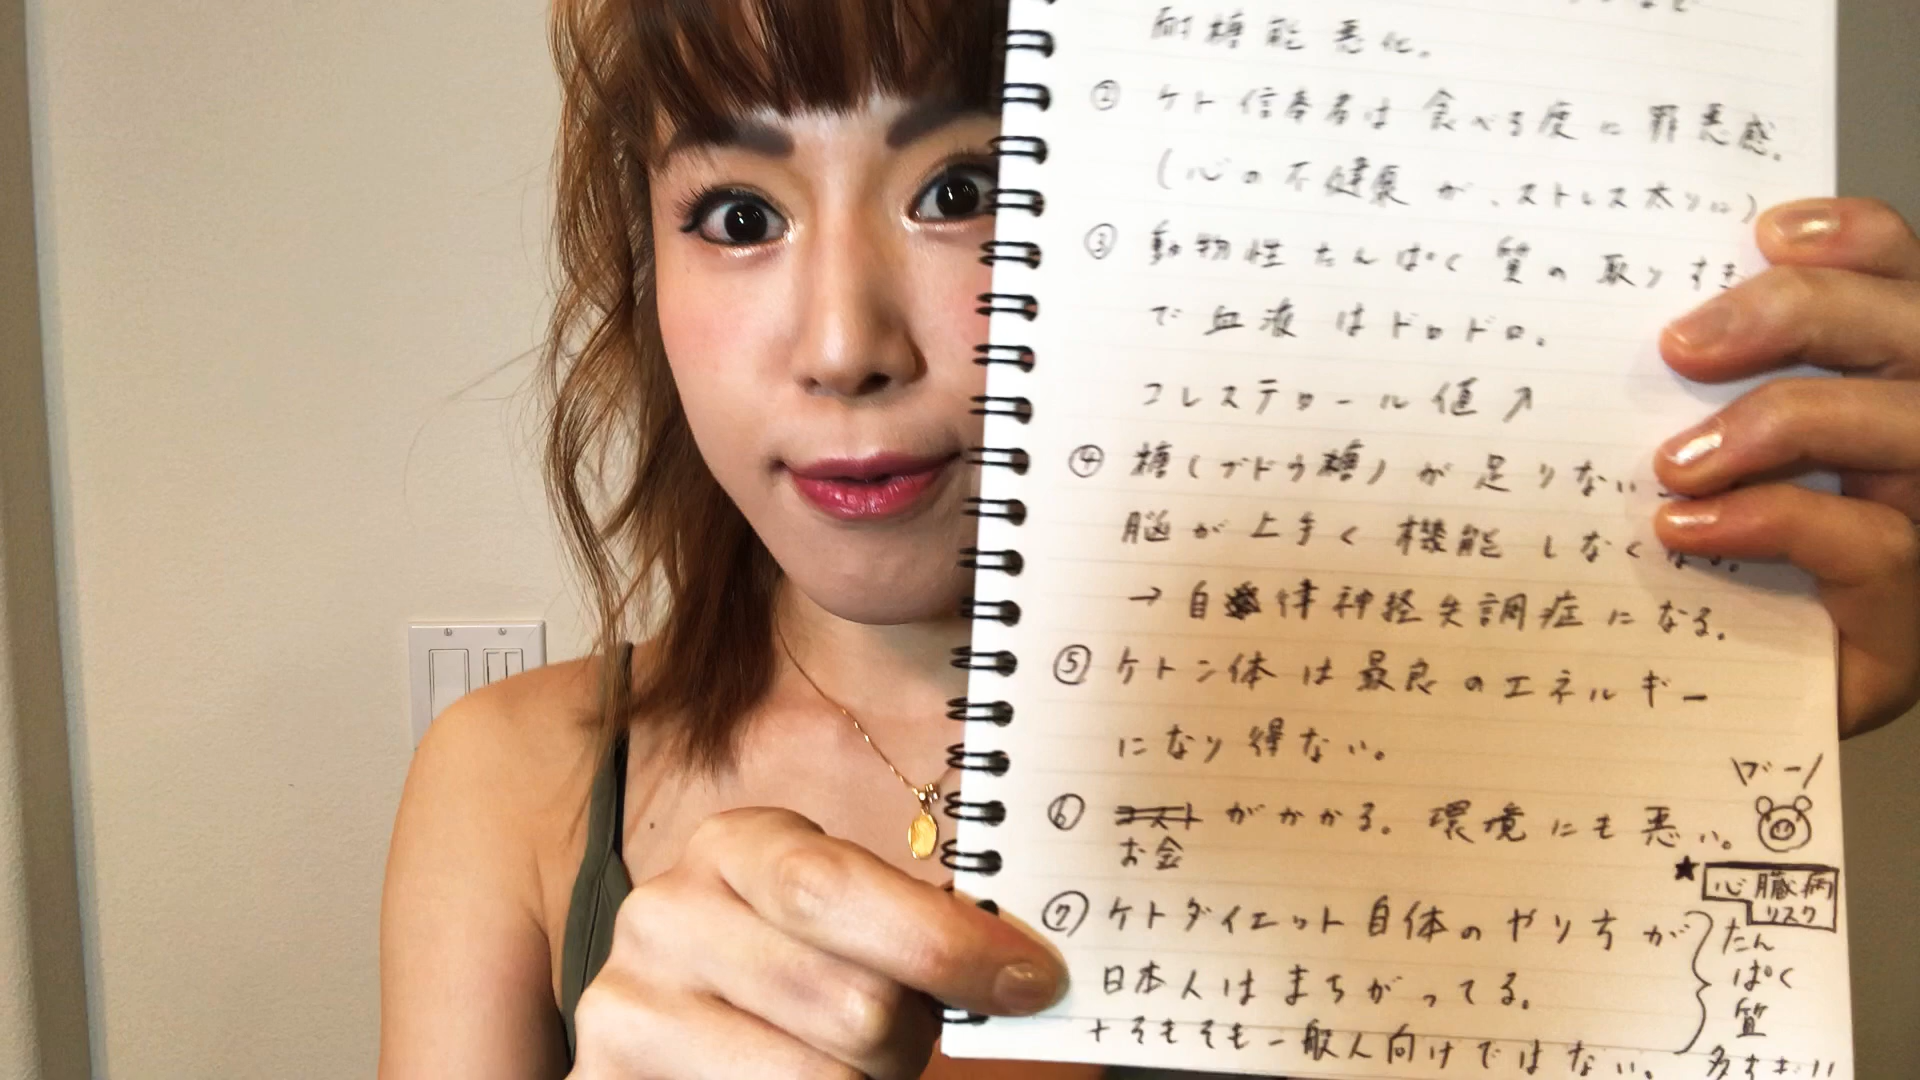 耐糖能悪化。
② ケト信奉者は食べる度に罪悪感。
(心の不健康が、ストレス太りに)
③ 動物性たんぱく質の取りすぎ
で血液はドロドロ。
コレステロール値↗
④ 糖(ブドウ糖)が足りない
脳が上手く機能しなくなる。
→ 自律神経失調症になる。
⑤ ケトン体は最良のエネルギー
になり得ない。
⑥ コスト がかかる。環境にも悪い。
お金
\ブー/
★ 心臓病
リスク
⑦ ケトダイエット自体のやり方が
日本人はまちがってる。
+ そもそも一般人向けではない。
たん
ぱく
質
多すぎ!!